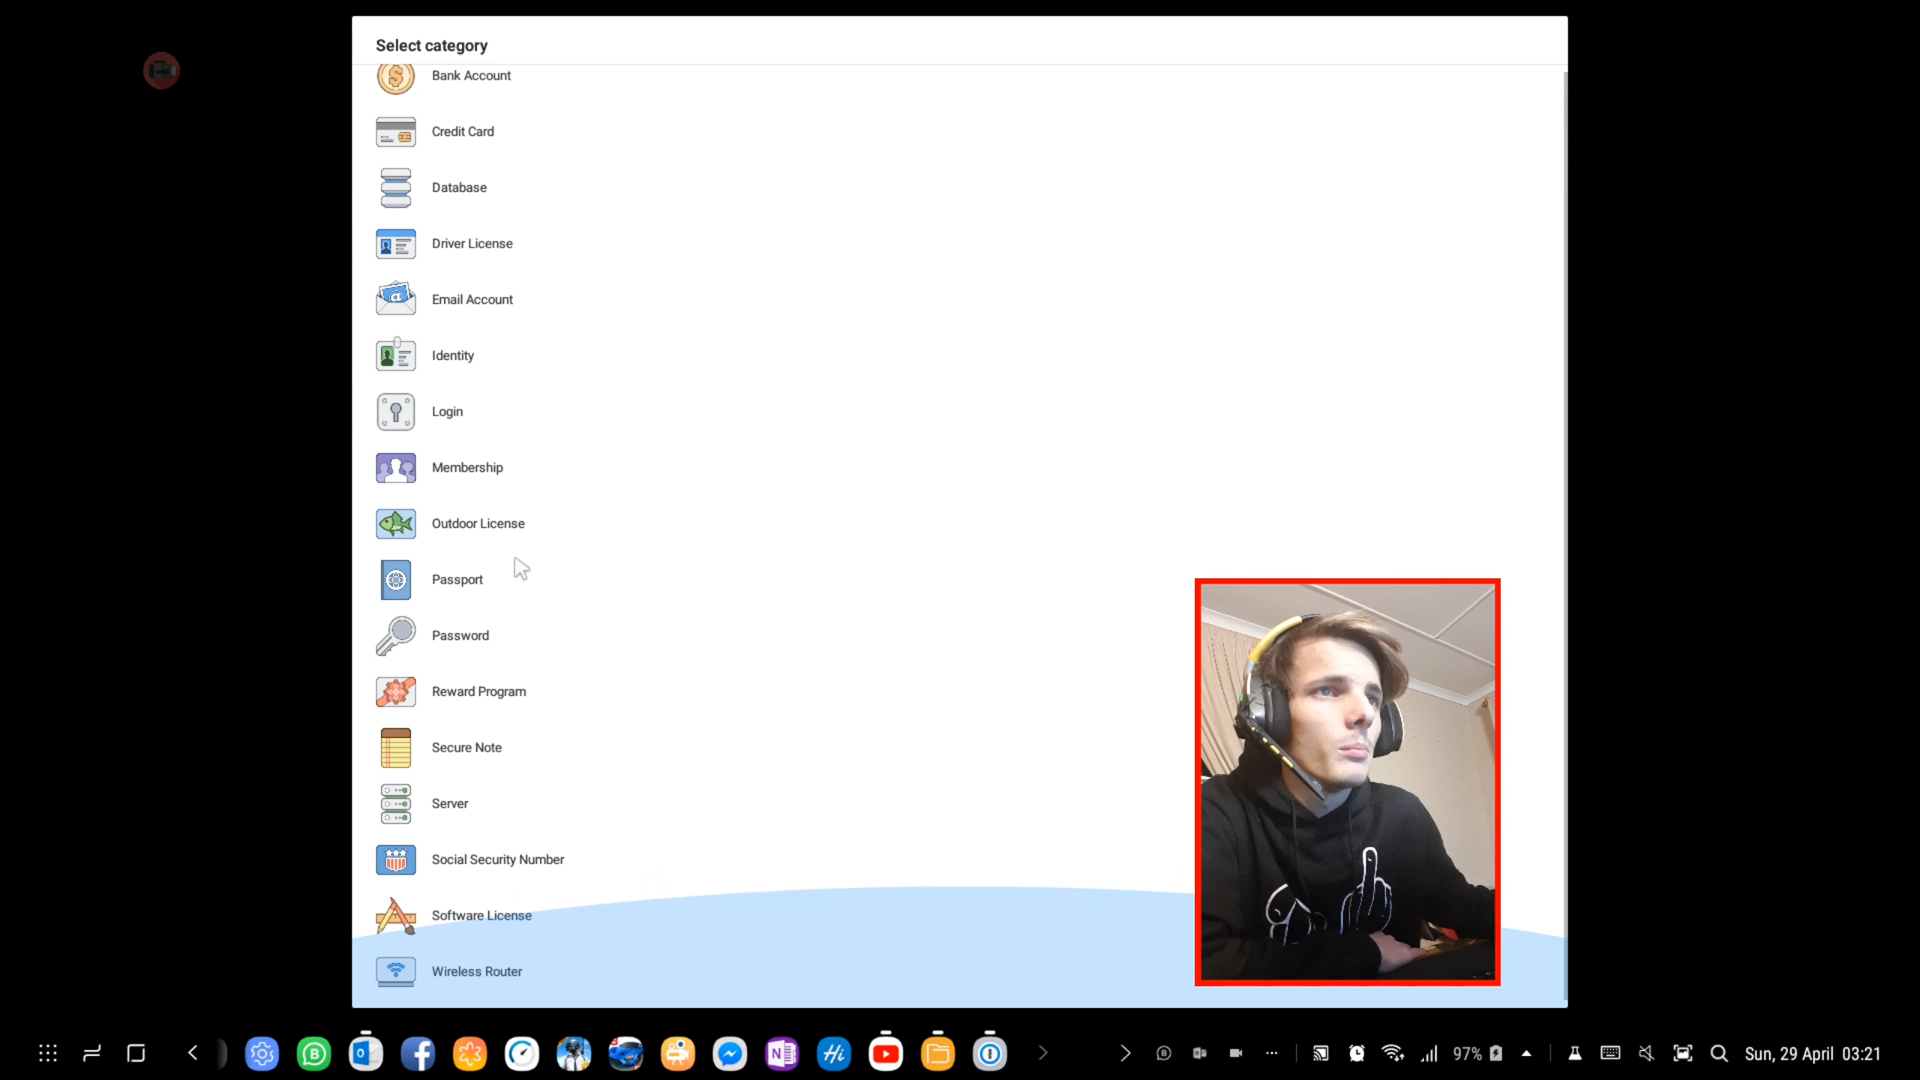 Select category
Bank Account
Credit Card
Database
Driver License
Email Account
Identity
Login
Membership
Outdoor License
Passport
Password
Reward Program
Secure Note
Server
Social Security Number
Software License
Wireless Router
97%
Sun, 29 April 03:21